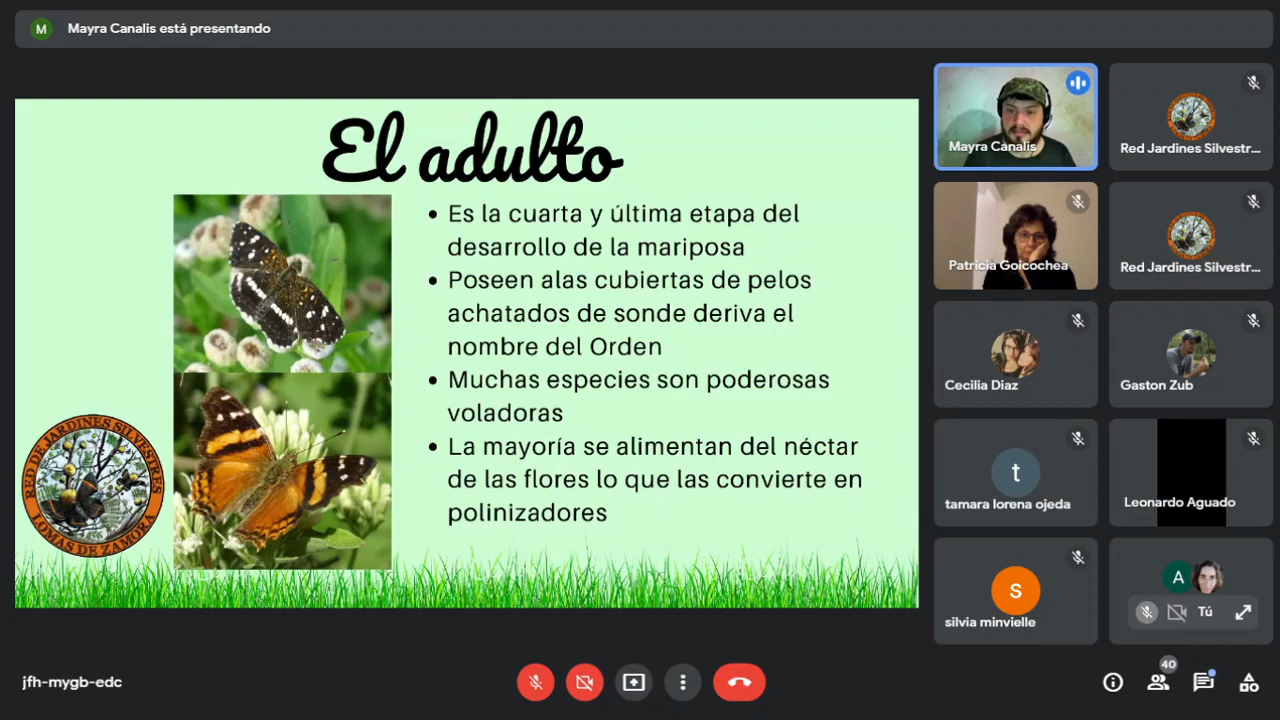 M
Mayra Canalis está presentando
El adulto
• Es la cuarta y última etapa del
desarrollo de la mariposa
• Poseen alas cubiertas de pelos
achatados de sonde deriva el
nombre del Orden
• Muchas especies son poderosas
voladoras
• La mayoría se alimentan del néctar
de las flores lo que las convierte en
polinizadores
RED DE JARDINES SILVESTRES
LOMAS DE ZAMORA
Mayra Canalis
Red Jardines Silvestr...
Patricia Goicochea
Red Jardines Silvestr...
Cecilia Diaz
Gaston Zub
t
tamara lorena ojeda
Leonardo Aguado
s
silvia minvielle
A
Tú
jfh-mygb-edc
40